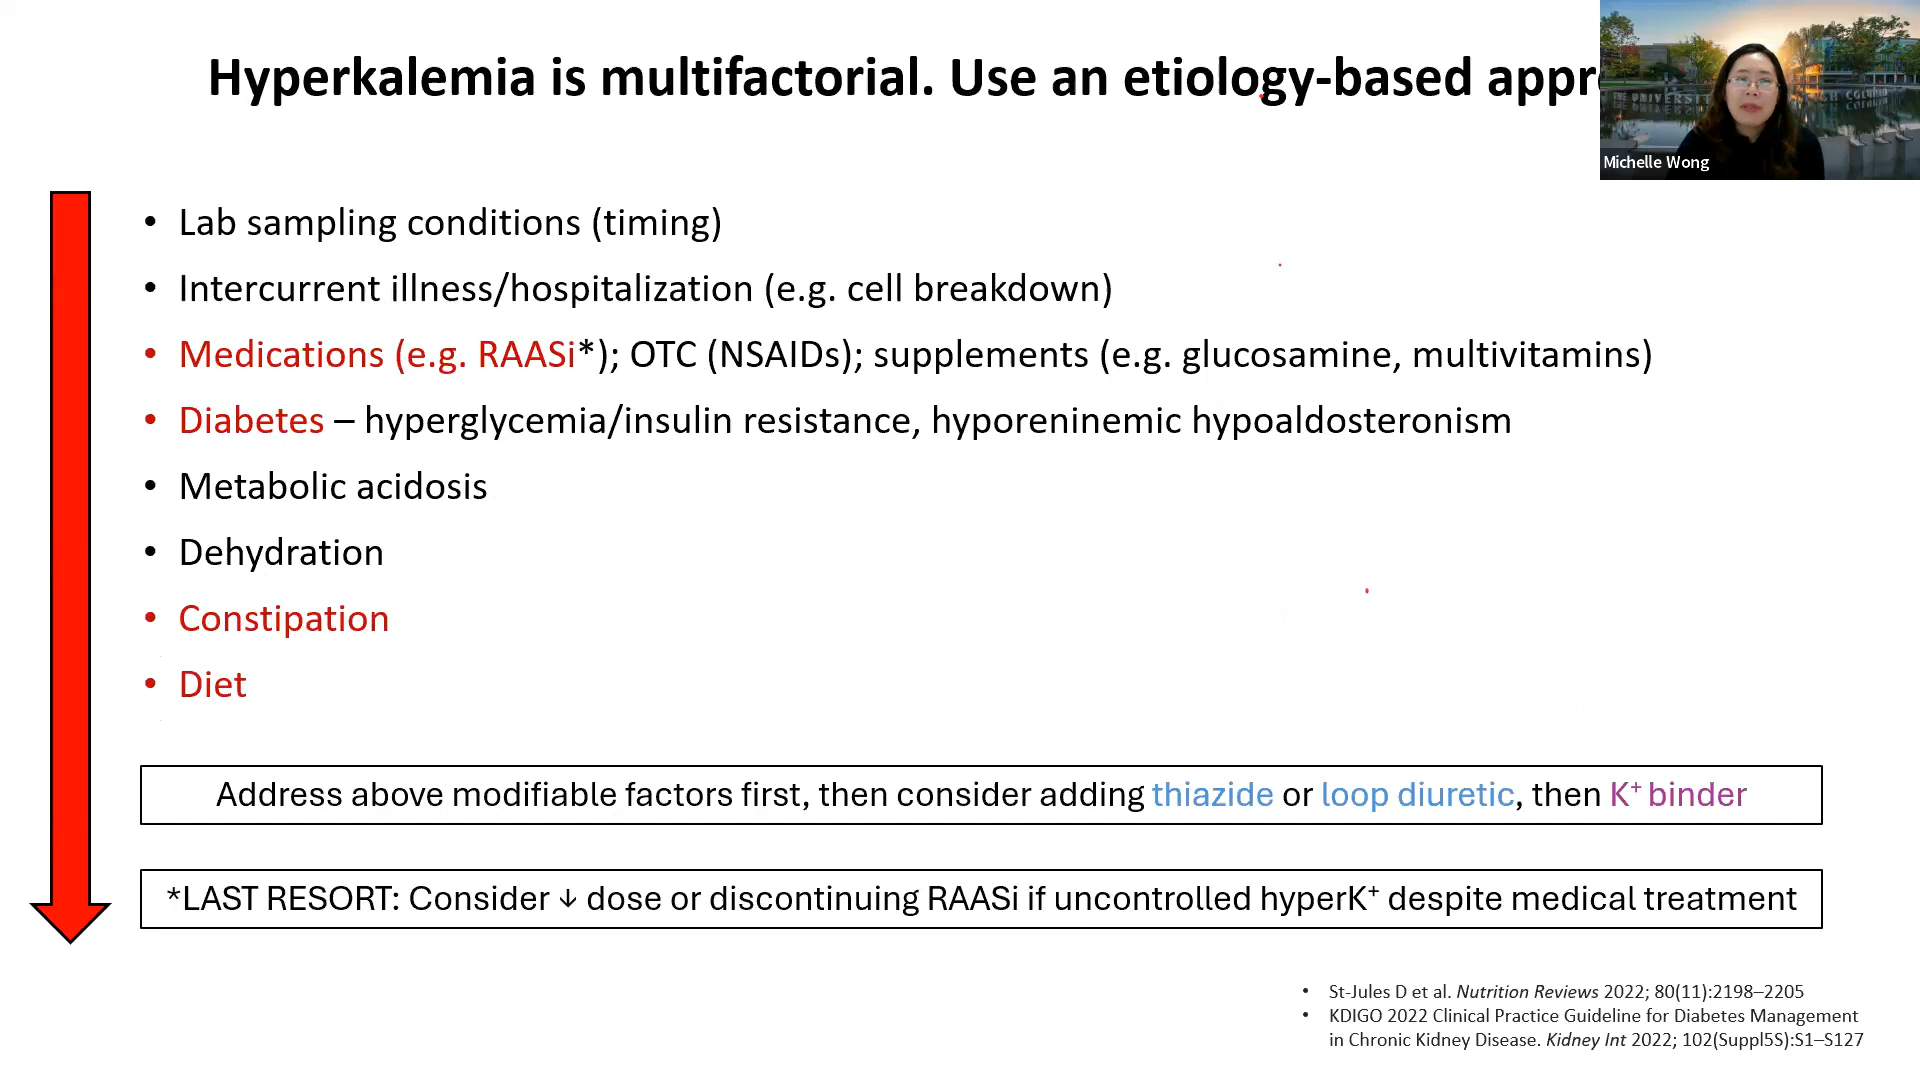 Hyperkalemia is multifactorial. Use an etiology-based appr
Michelle Wong
• Lab sampling conditions (timing)
• Intercurrent illness/hospitalization (e.g. cell breakdown)
• Medications (e.g. RAASi*); OTC (NSAIDs); supplements (e.g. glucosamine, multivitamins)
• Diabetes – hyperglycemia/insulin resistance, hyporeninemic hypoaldosteronism
• Metabolic acidosis
• Dehydration
• Constipation
• Diet
Address above modifiable factors first, then consider adding thiazide or loop diuretic, then K⁺ binder
*LAST RESORT: Consider ↓ dose or discontinuing RAASi if uncontrolled hyperK⁺ despite medical treatment
• St-Jules D et al. Nutrition Reviews 2022; 80(11):2198–2205
• KDIGO 2022 Clinical Practice Guideline for Diabetes Management
in Chronic Kidney Disease. Kidney Int 2022; 102(Suppl5S):S1–S127